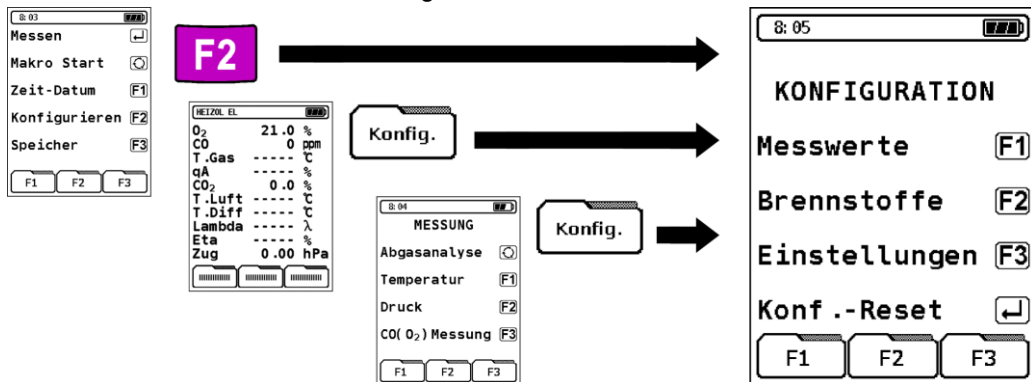 8:03
Messen
Makro Start
Zeit-Datum F1
Konfigurieren F2
Speicher F3
F1 F2 F3
F2
HEIZOL EL
O₂ 21.0 %
CO 0 ppm
T.Gas ----- °C
qA ----- %
CO₂ 0.0 %
T.Luft ----- °C
T.Diff ----- °C
Lambda ----- λ
Eta ----- %
Zug 0.00 hPa
Konfig.
8:04
MESSUNG
Abgasanalyse
Temperatur F1
Druck F2
CO(O₂)Messung F3
F1 F2 F3
Konfig.
8:05
KONFIGURATION
Messwerte F1
Brennstoffe F2
Einstellungen F3
Konf.-Reset
F1 F2 F3